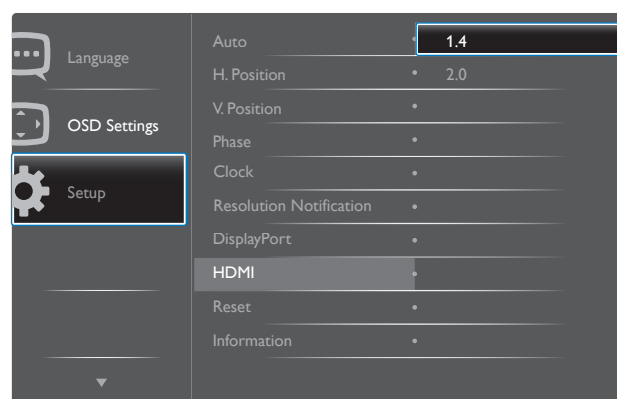 Language
OSD Settings
Setup
Auto
H. Position
V. Position
Phase
Clock
Resolution Notification
DisplayPort
HDMI
Reset
Information
1.4
2.0